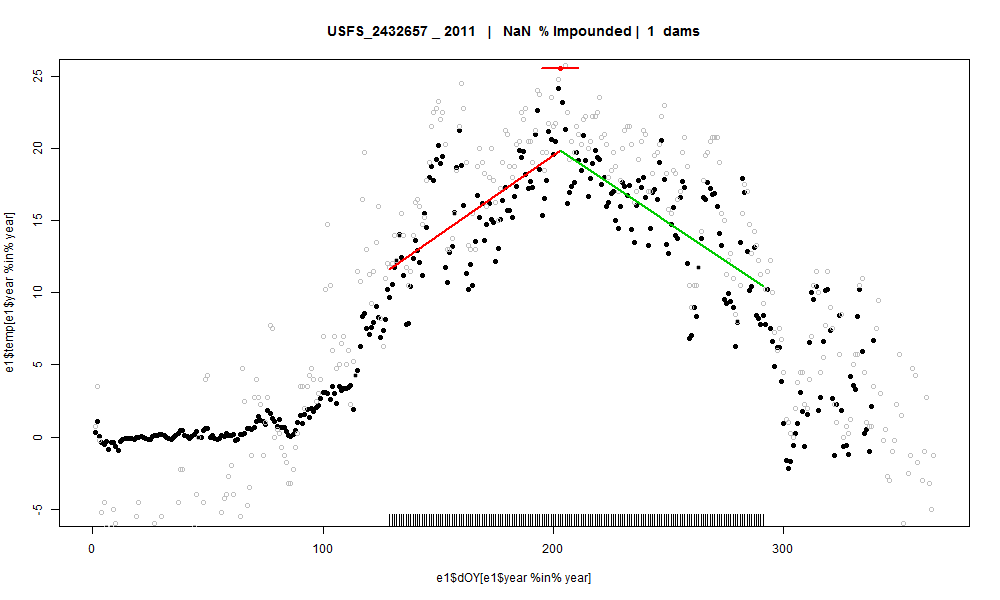 USFS_2432657 _ 2011 | NaN % Impounded | 1 dams
e1$temp[e1$year %in% year]
25
20
15
10
5
0
-5
0 100 200 300
e1$dOY[e1$year %in% year]